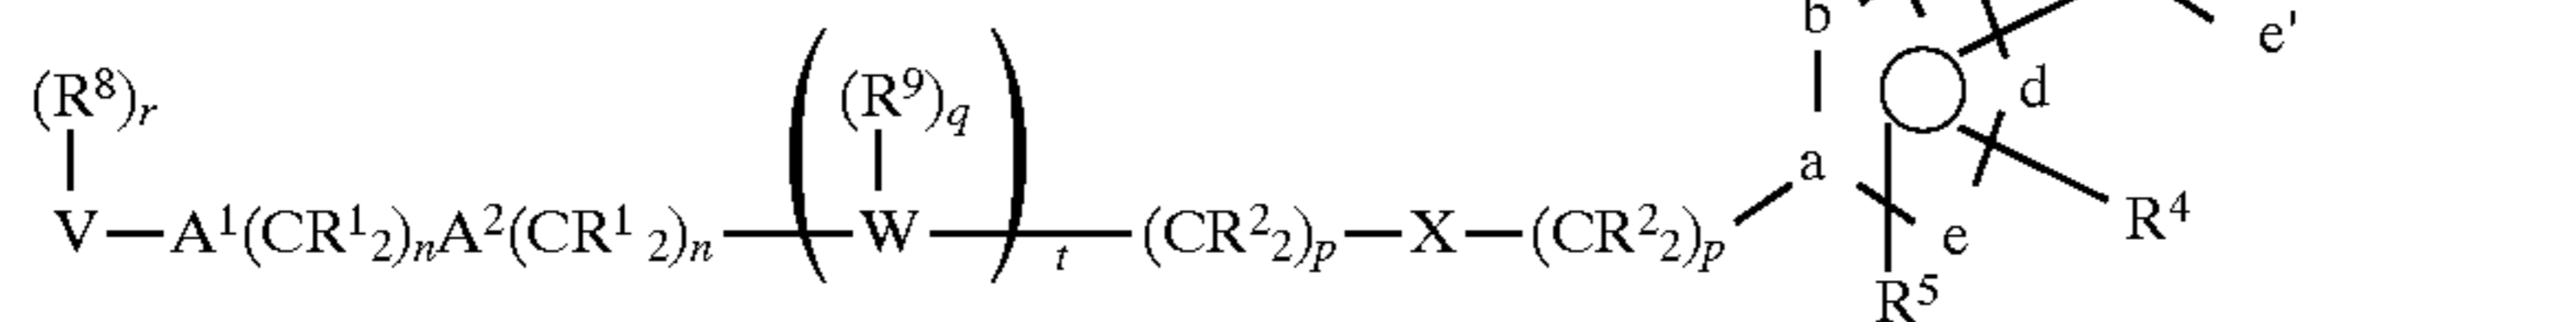 b
e'
(R⁸)r (R⁹)q d
a
V—A¹(CR¹₂)nA²(CR¹ ₂)n—(W)t—(CR²₂)p—X—(CR²₂)p e R⁴
R⁵